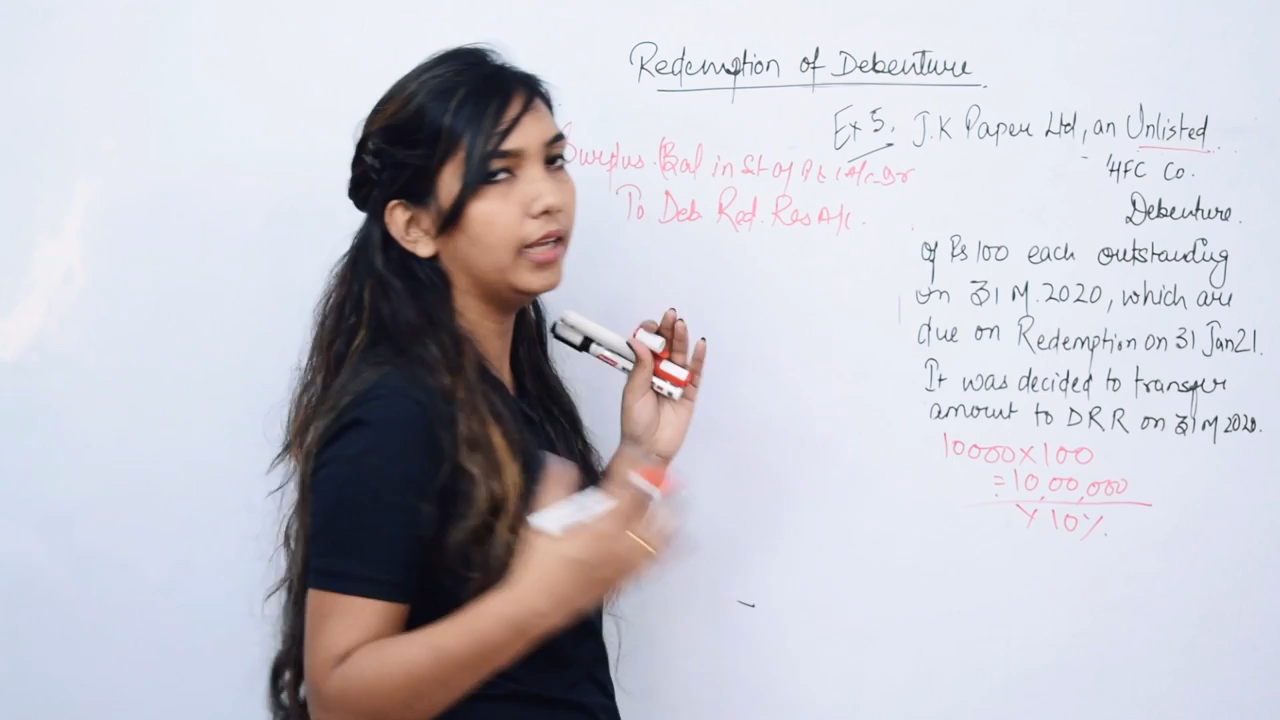 Redemption of Debenture
Ex 5. J.K Paper Ltd, an Unlisted
HFC Co.
Debenture.
of Rs 100 each outstanding
on 31 M.2020, which are
due on Redemption on 31 Jan 21.
It was decided to transfer
amount to DRR on 31 M 2020.
10000 x 100
= 10,00,000
x 10%.
Surplus. Bal in St of P & L A/c Dr
To Deb Red. Res A/c.